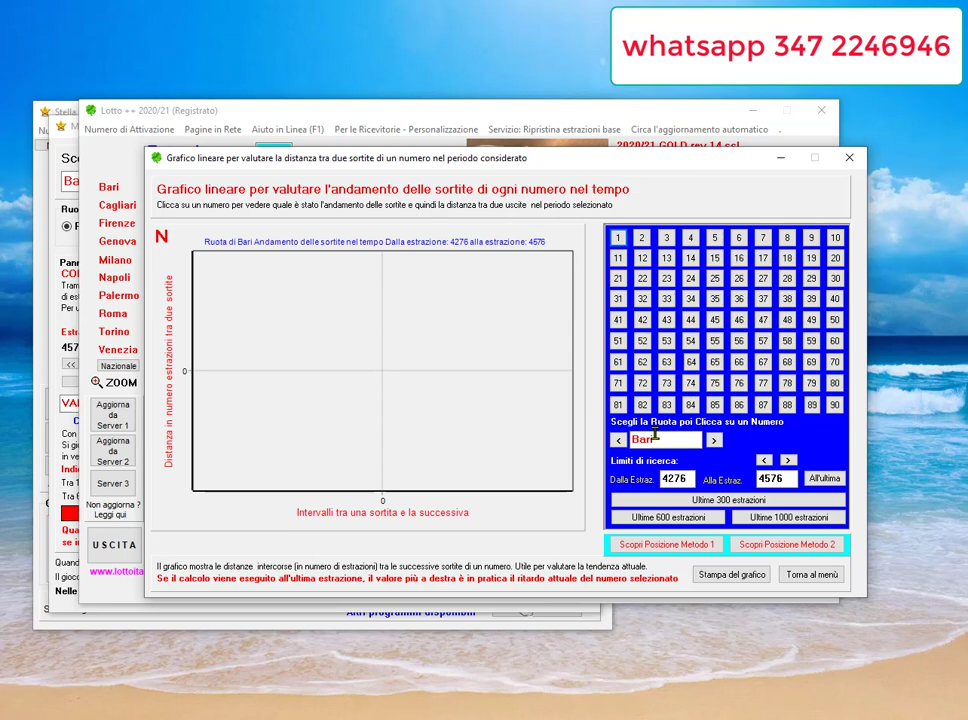 whatsapp 347 2246946
Stella
Lotto ++ 2020/21 (Registrato)
Numero di Attivazione Pagine in Rete Aiuto in Linea (F1) Per le Ricevitorie - Personalizzazione Servizio: Ripristina estrazioni base Circa l'aggiornamento automatico .
Grafico lineare per valutare la distanza tra due sortite di un numero nel periodo considerato
Grafico lineare per valutare l'andamento delle sortite di ogni numero nel tempo
Clicca su un numero per vedere quale è stato l'andamento delle sortite e quindi la distanza tra due uscite nel periodo selezionato
N
Ruota di Bari Andamento delle sortite nel tempo Dalla estrazione: 4276 alla estrazione: 4576
Distanza in numero estrazioni tra due sortite
0
0
Intervalli tra una sortita e la successiva
1 2 3 4 5 6 7 8 9 10
11 12 13 14 15 16 17 18 19 20
21 22 23 24 25 26 27 28 29 30
31 32 33 34 35 36 37 38 39 40
41 42 43 44 45 46 47 48 49 50
51 52 53 54 55 56 57 58 59 60
61 62 63 64 65 66 67 68 69 70
71 72 73 74 75 76 77 78 79 80
81 82 83 84 85 86 87 88 89 90
Scegli la Ruota poi Clicca su un Numero
< Bari >
Limiti di ricerca: < >
Dalla Estraz. 4276 Alla Estraz. 4576 All'ultima
Ultime 300 estrazioni
Ultime 600 estrazioni Ultime 1000 estrazioni
Scopri Posizione Metodo 1 Scopri Posizione Metodo 2
Il grafico mostra le distanze intercorse (in numero di estrazioni) tra le successive sortite di un numero. Utile per valutare la tendenza attuale.
Se il calcolo viene eseguito all'ultima estrazione, il valore più a destra è in pratica il ritardo attuale del numero selezionato
Stampa del grafico Torna al menù
Bari
Cagliari
Firenze
Genova
Milano
Napoli
Palermo
Roma
Torino
Venezia
Nazionale
ZOOM
Aggiorna
da
Server 1
Aggiorna
da
Server 2
Server 3
Non aggiorna ?
Leggi qui
USCITA
www.lottoita
Altri programmi disponibili